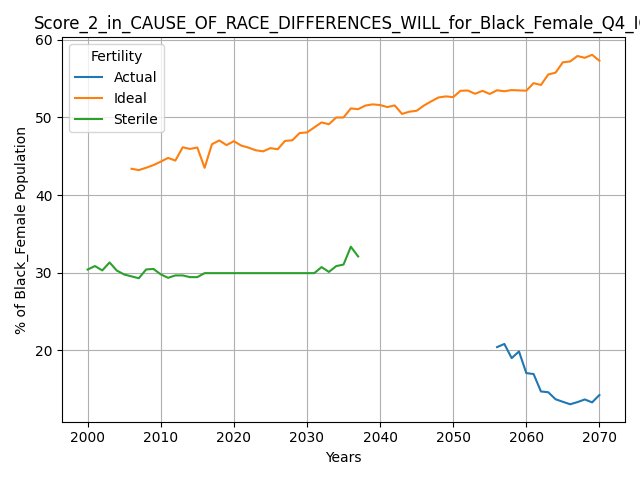 Score_2_in_CAUSE_OF_RACE_DIFFERENCES_WILL_for_Black_Female_Q4_I
% of Black_Female Population
60
50
40
30
20
Fertility
Actual
Ideal
Sterile
2000 2010 2020 2030 2040 2050 2060 2070
Years